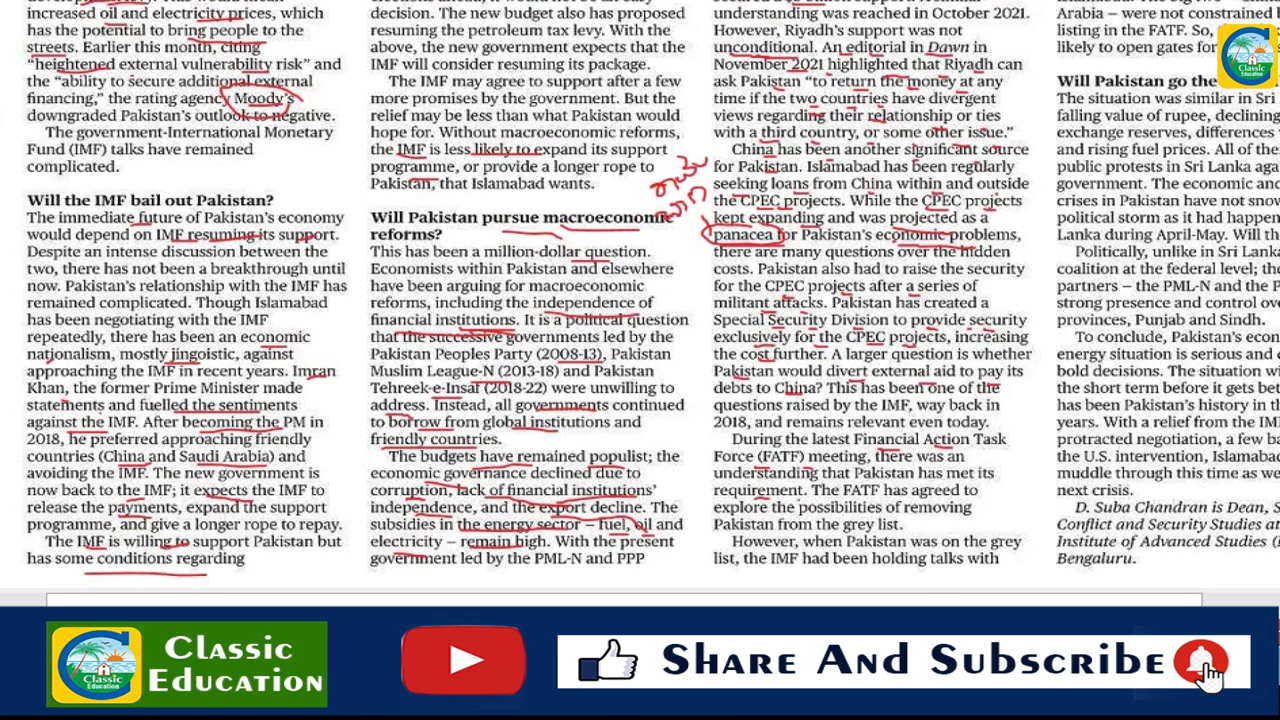 increased oil and electricity prices, which
has the potential to bring people to the
streets. Earlier this month, citing
“heightened external vulnerability risk” and
the “ability to secure additional external
financing,” the rating agency Moody’s
downgraded Pakistan’s outlook to negative.
The government-International Monetary
Fund (IMF) talks have remained
complicated.
Will the IMF bail out Pakistan?
The immediate future of Pakistan’s economy
would depend on IMF resuming its support.
Despite an intense discussion between the
two, there has not been a breakthrough until
now. Pakistan’s relationship with the IMF has
remained complicated. Though Islamabad
has been negotiating with the IMF
repeatedly, there has been an economic
nationalism, mostly jingoistic, against
approaching the IMF in recent years. Imran
Khan, the former Prime Minister made
statements and fuelled the sentiments
against the IMF. After becoming the PM in
2018, he preferred approaching friendly
countries (China and Saudi Arabia) and
avoiding the IMF. The new government is
now back to the IMF; it expects the IMF to
release the payments, expand the support
programme, and give a longer rope to repay.
The IMF is willing to support Pakistan but
has some conditions regarding
decision. The new budget also has proposed
resuming the petroleum tax levy. With the
above, the new government expects that the
IMF will consider resuming its package.
The IMF may agree to support after a few
more promises by the government. But the
relief may be less than what Pakistan would
hope for. Without macroeconomic reforms,
the IMF is less likely to expand its support
programme, or provide a longer rope to
Pakistan, that Islamabad wants.
Will Pakistan pursue macroeconomic
reforms?
This has been a million-dollar question.
Economists within Pakistan and elsewhere
have been arguing for macroeconomic
reforms, including the independence of
financial institutions. It is a political question
that the successive governments led by the
Pakistan Peoples Party (2008-13), Pakistan
Muslim League-N (2013-18) and Pakistan
Tehreek-e-Insaf (2018-22) were unwilling to
address. Instead, all governments continued
to borrow from global institutions and
friendly countries.
The budgets have remained populist; the
economic governance declined due to
corruption, lack of financial institutions’
independence, and the export decline. The
subsidies in the energy sector – fuel, oil and
electricity – remain high. With the present
government led by the PML-N and PPP
understanding was reached in October 2021.
However, Riyadh’s support was not
unconditional. An editorial in Dawn in
November 2021 highlighted that Riyadh can
ask Pakistan “to return the money at any
time if the two countries have divergent
views regarding their relationship or ties
with a third country, or some other issue.”
China has been another significant source
for Pakistan. Islamabad has been regularly
seeking loans from China within and outside
the CPEC projects. While the CPEC projects
kept expanding and was projected as a
panacea for Pakistan’s economic problems,
there are many questions over the hidden
costs. Pakistan also had to raise the security
for the CPEC projects after a series of
militant attacks. Pakistan has created a
Special Security Division to provide security
exclusively for the CPEC projects, increasing
the cost further. A larger question is whether
Pakistan would divert external aid to pay its
debts to China? This has been one of the
questions raised by the IMF, way back in
2018, and remains relevant even today.
During the latest Financial Action Task
Force (FATF) meeting, there was an
understanding that Pakistan has met its
requirement. The FATF has agreed to
explore the possibilities of removing
Pakistan from the grey list.
However, when Pakistan was on the grey
list, the IMF had been holding talks with
Arabia – were not constrained
listing in the FATF. So,
likely to open gates for
Will Pakistan go the
The situation was similar in Sri
falling value of rupee, declining
exchange reserves, differences
and rising fuel prices. All of the
public protests in Sri Lanka aga
government. The economic and
crises in Pakistan have not snow
political storm as it had happen
Lanka during April-May. Will th
Politically, unlike in Sri Lanka
coalition at the federal level; the
partners – the PML-N and the P
strong presence and control ove
provinces, Punjab and Sindh.
To conclude, Pakistan’s econ
energy situation is serious and c
bold decisions. The situation wi
the short term before it gets bet
has been Pakistan’s history in th
years. With a relief from the IMF
protracted negotiation, a few ba
the U.S. intervention, Islamaba
muddle through this time as we
next crisis.
D. Suba Chandran is Dean, S
Conflict and Security Studies at
Institute of Advanced Studies (
Bengaluru.
Classic
Education
Classic
Education
Classic
Education
Share And Subscribe